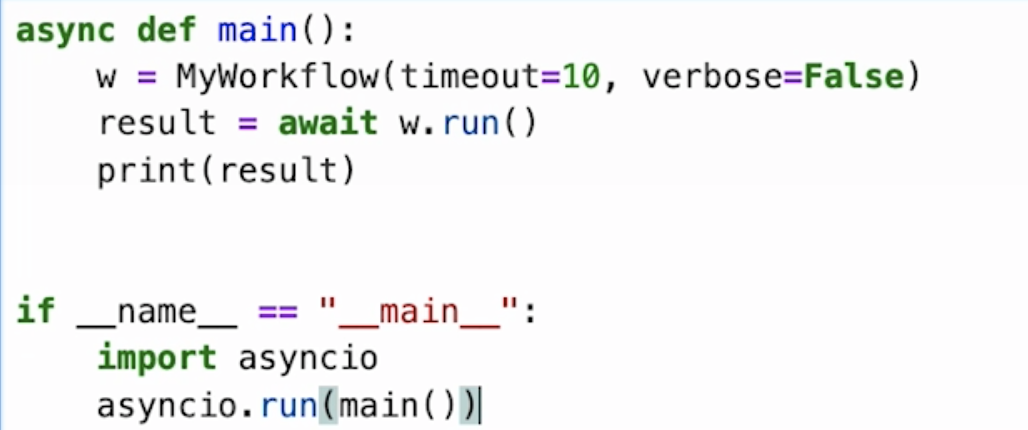 async def main():
    w = MyWorkflow(timeout=10, verbose=False)
    result = await w.run()
    print(result)


if __name__ == "__main__":
    import asyncio
    asyncio.run(main())